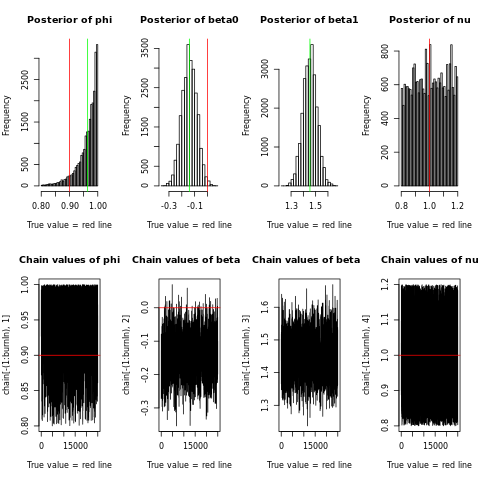 Posterior of phi
Posterior of beta0
Posterior of beta1
Posterior of nu
Frequency
0 500 1500 2500
0.80 0.90 1.00
True value = red line
Frequency
0 500 1500 2500 3500
-0.3 -0.1
True value = red line
Frequency
0 1000 2000 3000
1.3 1.5
True value = red line
Frequency
0 200 400 600 800
0.8 1.0 1.2
True value = red line
Chain values of phi
Chain values of beta
Chain values of beta
Chain values of nu
chain[-(1:burnIn), 1]
0.80 0.85 0.90 0.95 1.00
0 15000
True value = red line
chain[-(1:burnIn), 2]
-0.3 -0.2 -0.1 0.0
0 15000
True value = red line
chain[-(1:burnIn), 3]
1.3 1.4 1.5 1.6
0 15000
True value = red line
chain[-(1:burnIn), 4]
0.8 0.9 1.0 1.1 1.2
0 15000
True value = red line